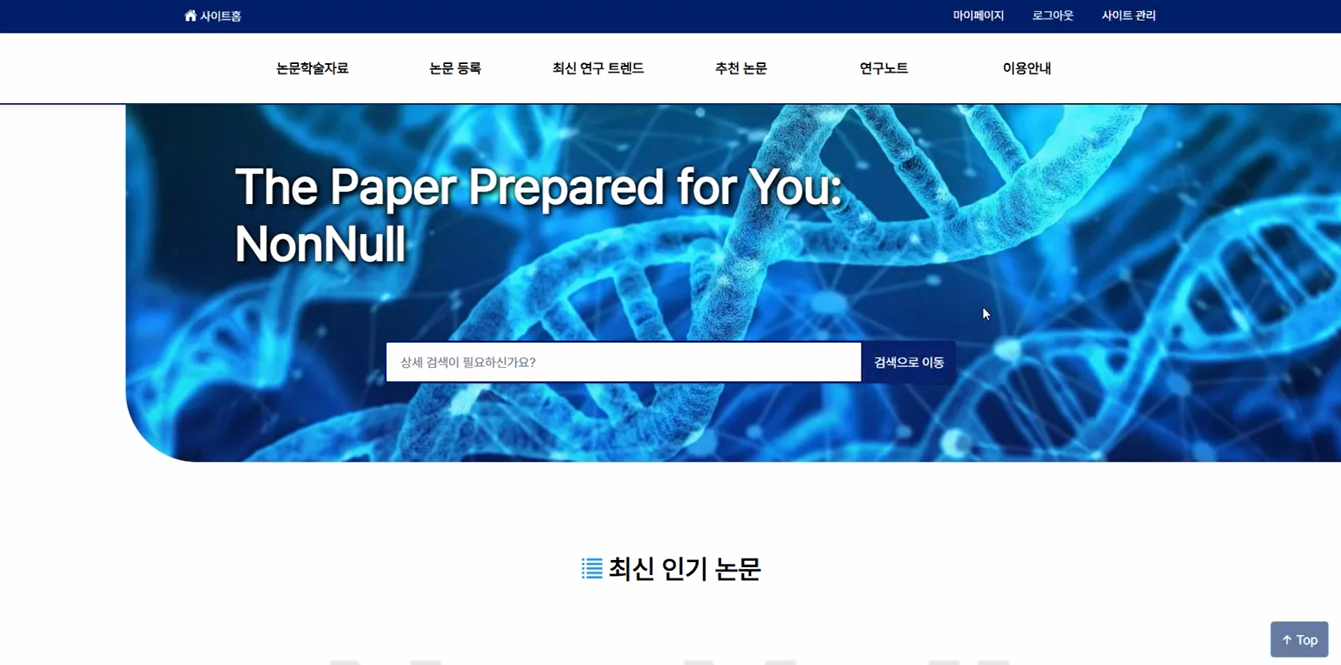 사이트홈
마이페이지 로그아웃 사이트 관리
논문학술자료 논문 등록 최신 연구 트렌드 추천 논문 연구노트 이용안내
The Paper Prepared for You:
NonNull
상세 검색이 필요하신가요?
검색으로 이동
최신 인기 논문
↑ Top